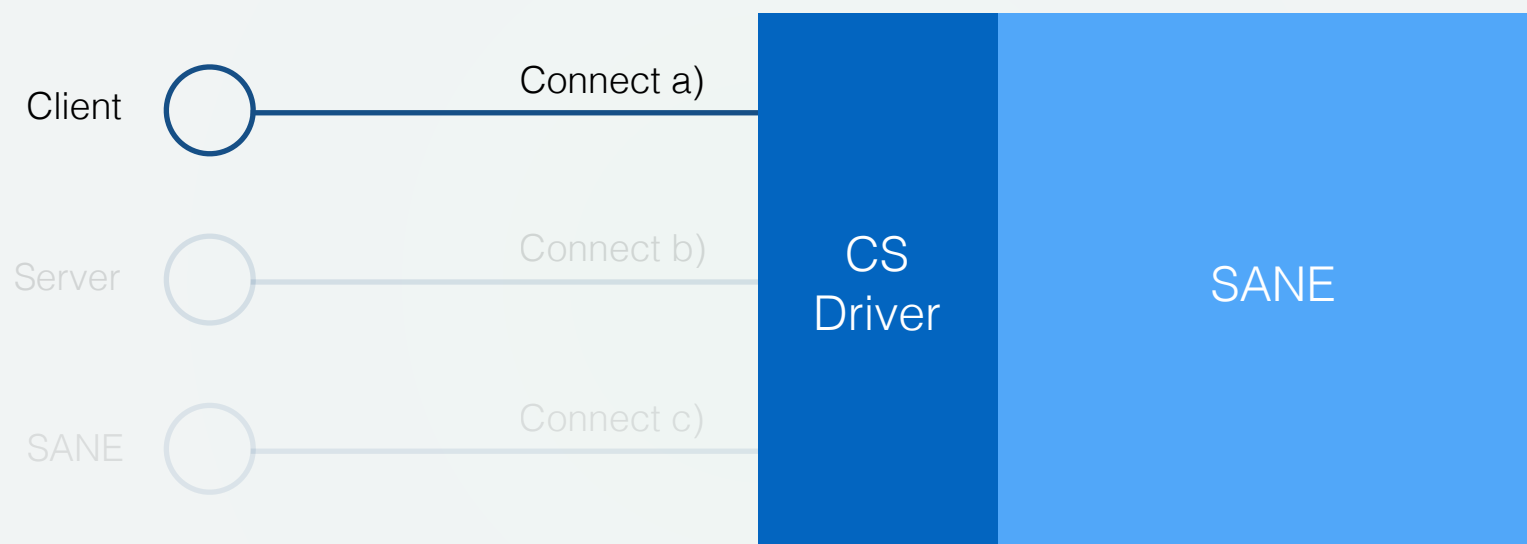 Client
Connect a)
Server
Connect b)
SANE
Connect c)
CS
Driver
SANE